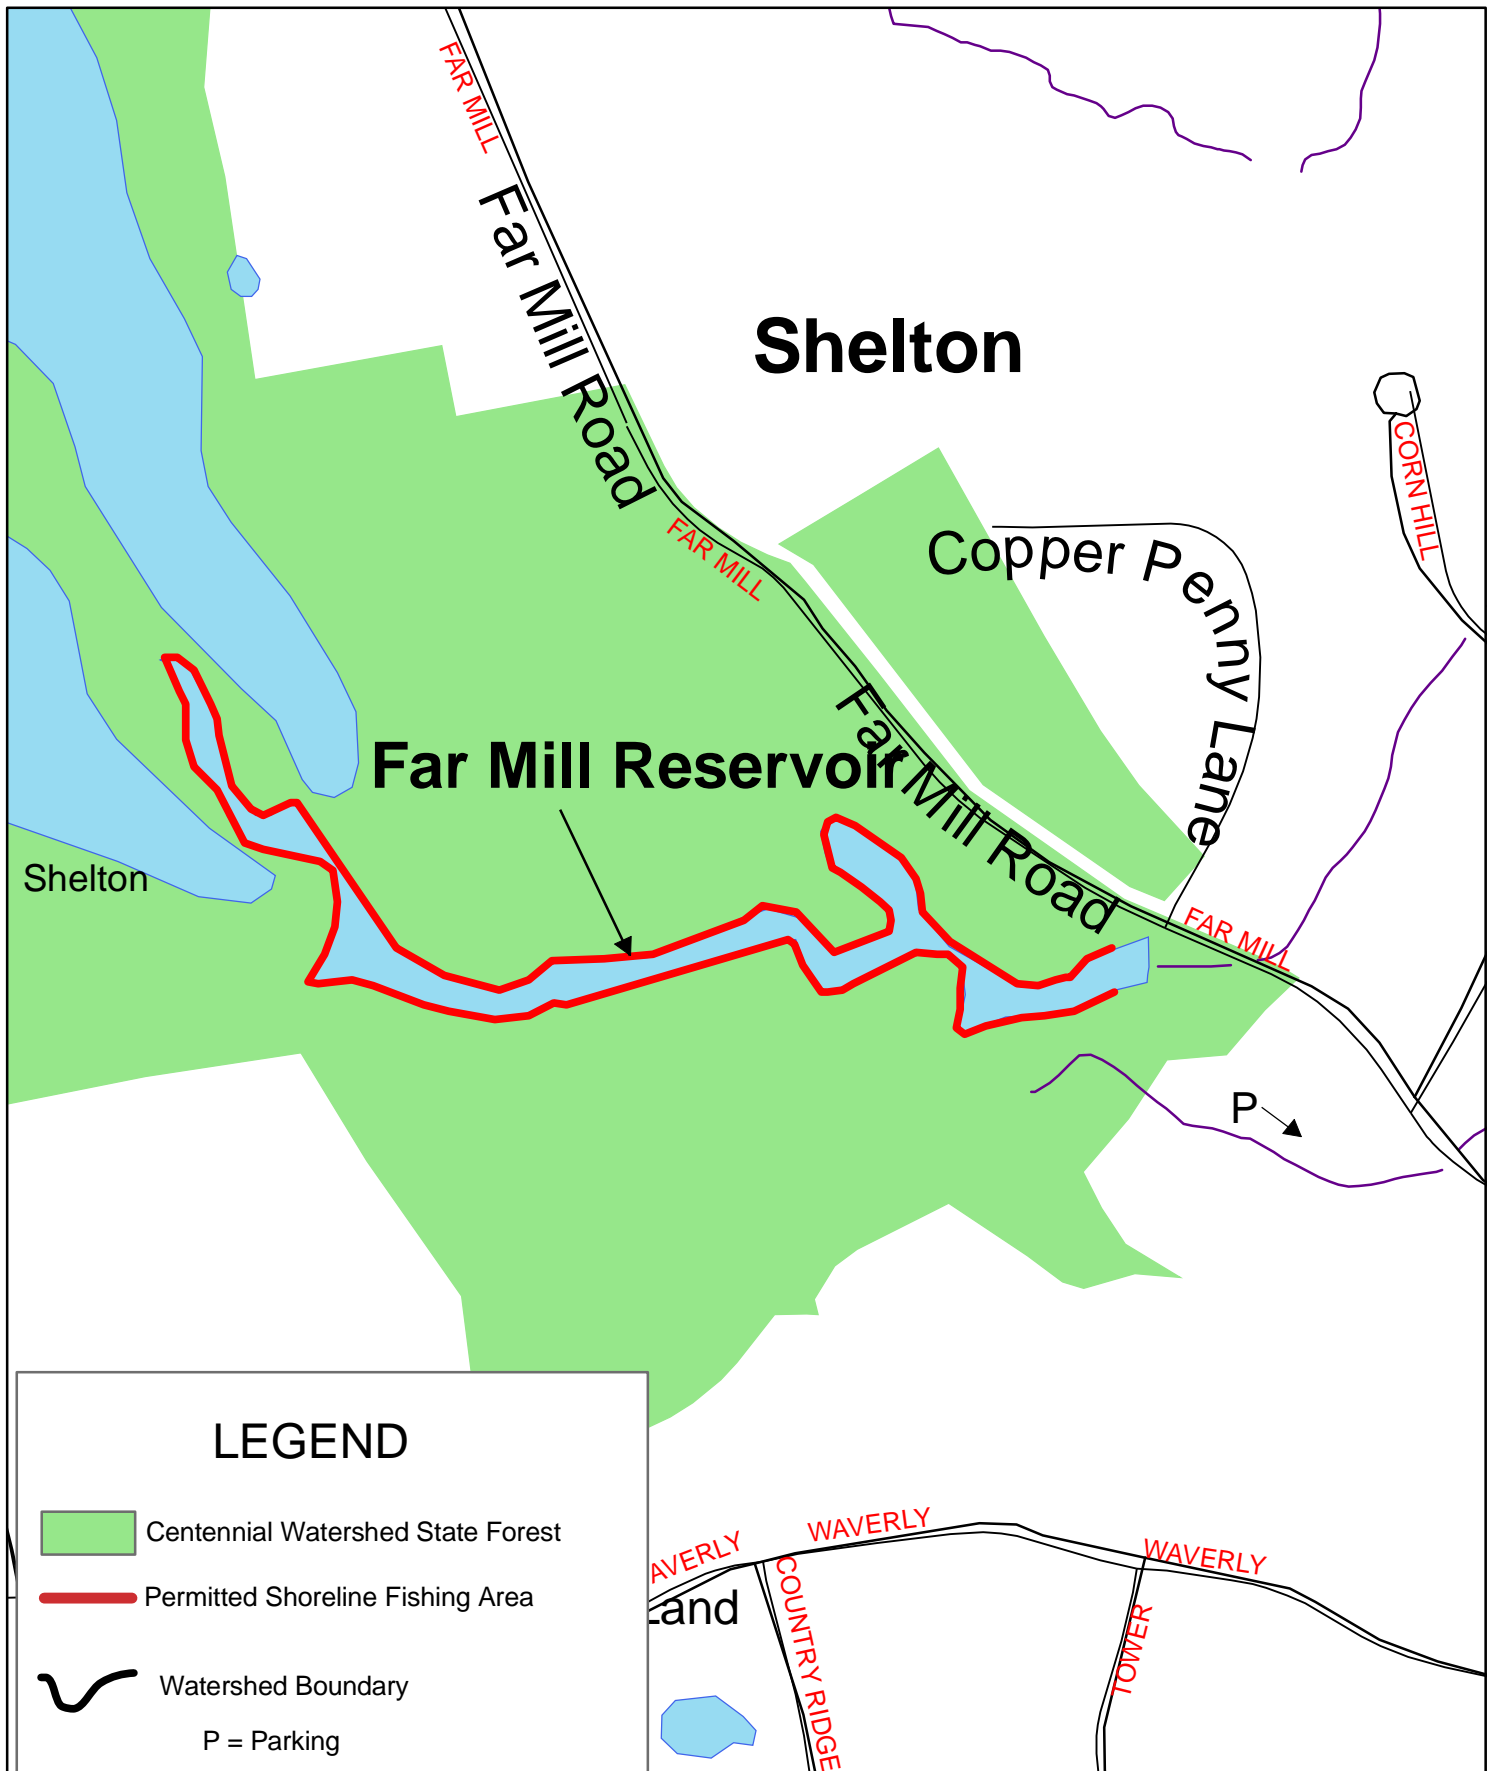 FAR MILL
Far Mill Road
Shelton
CORN HILL
FAR MILL
Copper Penny Lane
Far Mill Road
Far Mill Reservoir
Shelton
FAR MILL
P
LEGEND
Centennial Watershed State Forest
Permitted Shoreline Fishing Area
Watershed Boundary
P = Parking
AVERLY
WAVERLY
WAVERLY
and
COUNTRY RIDGE
TOWER